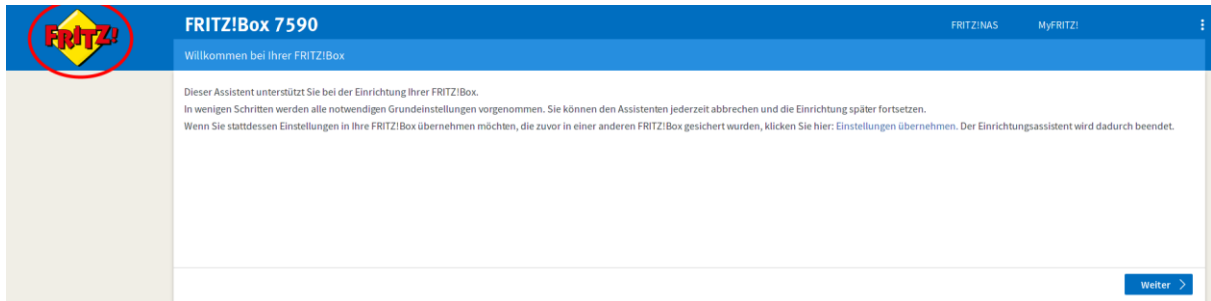 FRITZ!
FRITZ!Box 7590
FRITZ!NAS
MyFRITZ!
Willkommen bei Ihrer FRITZ!Box
Dieser Assistent unterstützt Sie bei der Einrichtung Ihrer FRITZ!Box.
In wenigen Schritten werden alle notwendigen Grundeinstellungen vorgenommen. Sie können den Assistenten jederzeit abbrechen und die Einrichtung später fortsetzen.
Wenn Sie stattdessen Einstellungen in Ihre FRITZ!Box übernehmen möchten, die zuvor in einer anderen FRITZ!Box gesichert wurden, klicken Sie hier: Einstellungen übernehmen. Der Einrichtungsassistent wird dadurch beendet.
Weiter